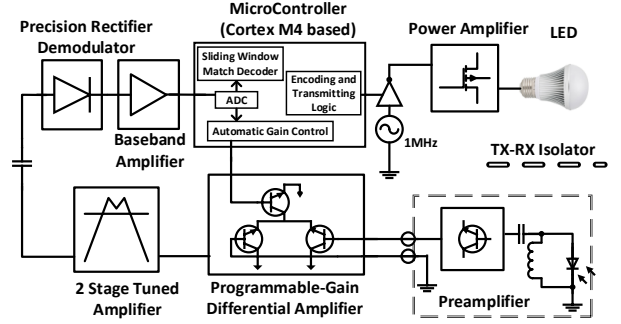 Precision Rectifier
Demodulator
MicroController
(Cortex M4 based)
Power Amplifier
LED
Sliding Window
Match Decoder
Encoding and
Transmitting
Logic
ADC
Automatic Gain Control
Baseband
Amplifier
1MHz
TX-RX Isolator
2 Stage Tuned
Amplifier
Programmable-Gain
Differential Amplifier
Preamplifier